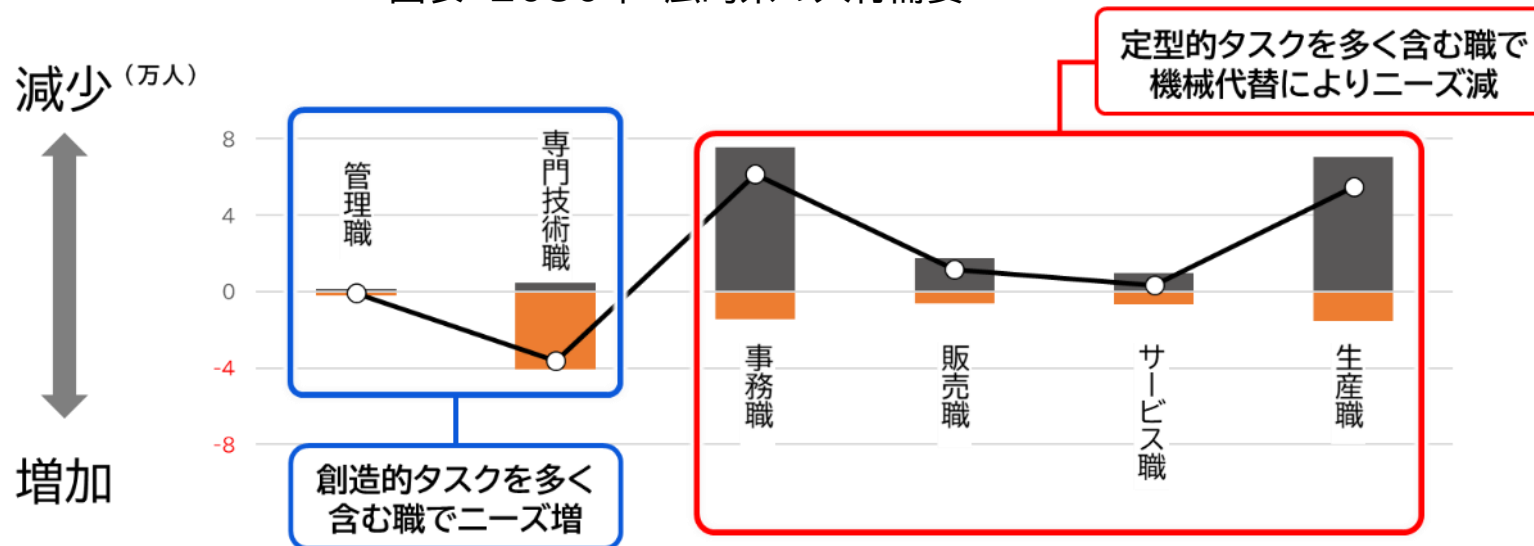 定型的タスクを多く含む職で
機械代替によりニーズ減
減少（万人）
増加
8
4
0
-4
-8
管理職
専門技術職
事務職
販売職
サービス職
生産職
創造的タスクを多く
含む職でニーズ増